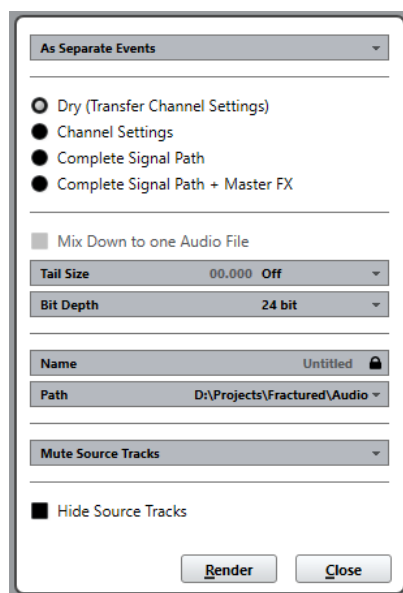 As Separate Events
Dry (Transfer Channel Settings)
Channel Settings
Complete Signal Path
Complete Signal Path + Master FX
Mix Down to one Audio File
Tail Size 00.000 Off
Bit Depth 24 bit
Name Untitled
Path D:\Projects\Fractured\Audio
Mute Source Tracks
Hide Source Tracks
Render Close